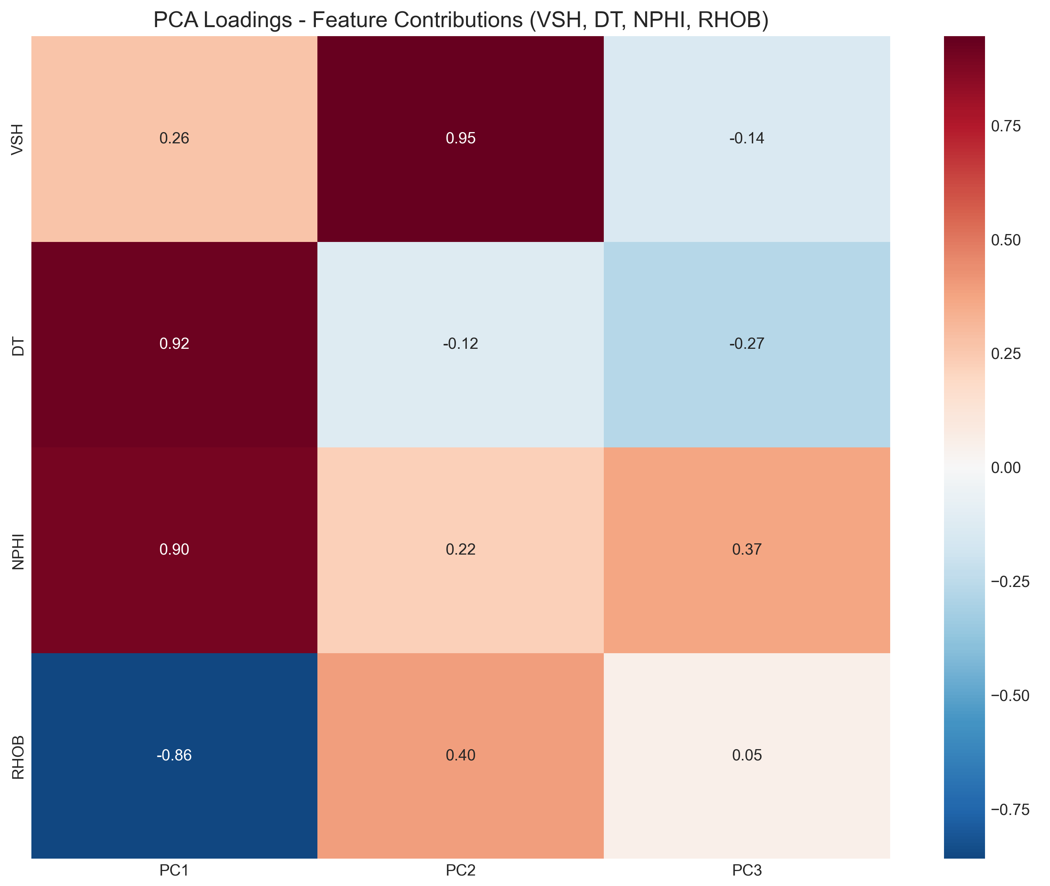 PCA Loadings - Feature Contributions (VSH, DT, NPHI, RHOB)
VSH
0.26
0.95
-0.14
DT
0.92
-0.12
-0.27
NPHI
0.90
0.22
0.37
RHOB
-0.86
0.40
0.05
PC1
PC2
PC3
0.75
0.50
0.25
0.00
−0.25
−0.50
−0.75